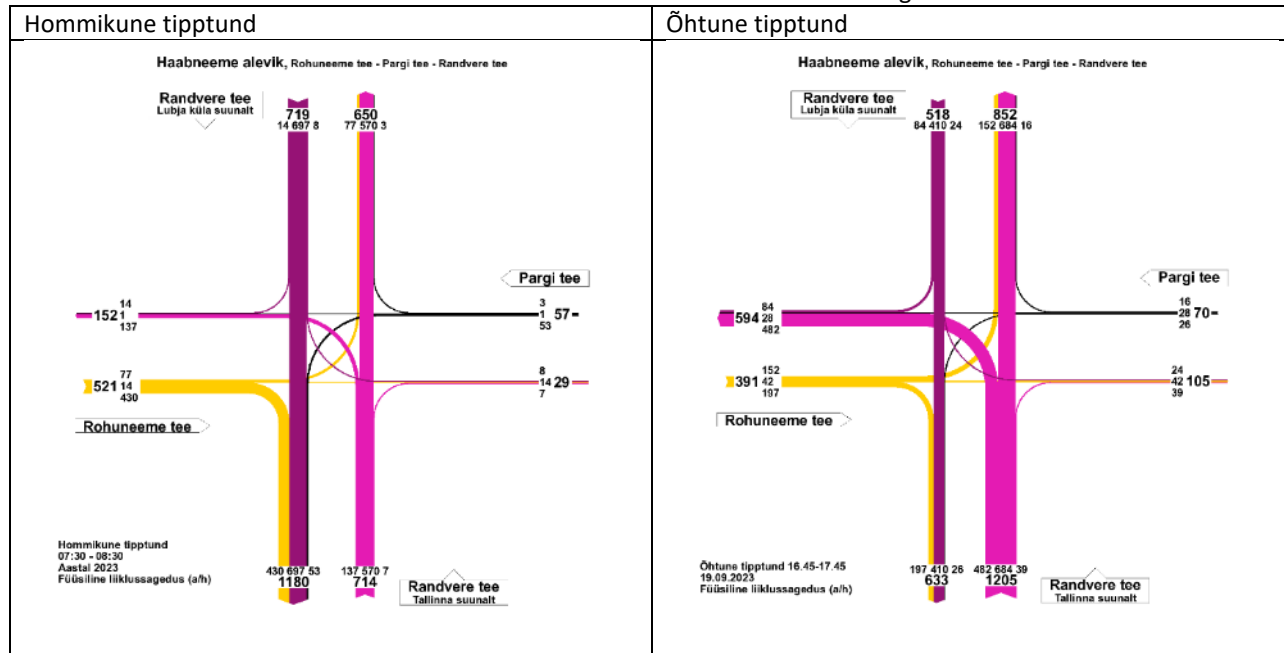 Hommikune tipptund
Haabneeme alevik, Rohuneeme tee - Pargi tee - Randvere tee
Randvere tee
Lubja küla suunalt
719 650
14 697 8 77 570 3
Pargi tee
14
152 1
137
3
1 57
53
77
521 14
430
8
14 29
7
Rohuneeme tee
Hommikune tipptund
07:30 - 08:30
Aastal 2023
Füüsiline liiklussagedus (a/h)
430 697 53 137 570 7
1180 714
Randvere tee
Tallinna suunalt
Õhtune tipptund
Haabneeme alevik, Rohuneeme tee - Pargi tee - Randvere tee
Randvere tee
Lubja küla suunalt
518 852
84 410 24 152 684 16
Pargi tee
84
594 28
482
16
28 70
26
152
391 42
197
24
42 105
39
Rohuneeme tee
Õhtune tipptund 16.45-17.45
19.09.2023
Füüsiline liiklussagedus (a/h)
197 410 26 482 684 39
633 1205
Randvere tee
Tallinna suunalt